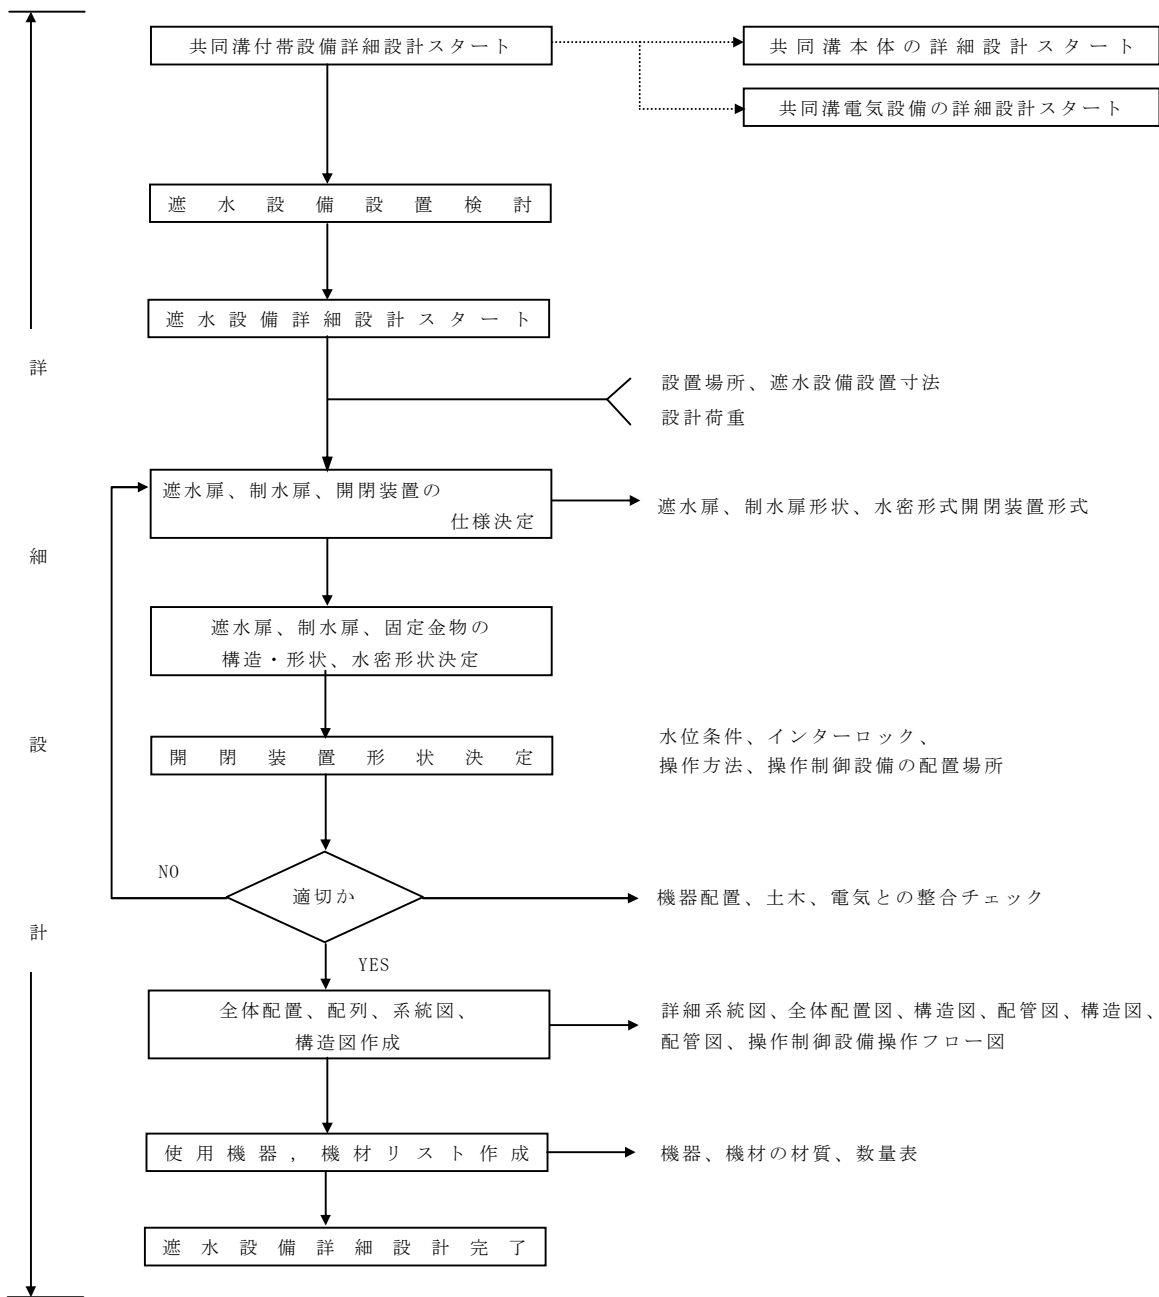 共同溝付帯設備詳細設計スタート
共同溝本体の詳細設計スタート
共同溝電気設備の詳細設計スタート
遮水設備設置検討
遮水設備詳細設計スタート
詳
設置場所、遮水設備設置寸法
設計荷重
遮水扉、制水扉、開閉装置の
仕様決定
遮水扉、制水扉形状、水密形式開閉装置形式
細
遮水扉、制水扉、固定金物の
構造・形状、水密形状決定
設
開閉装置形状決定
水位条件、インターロック、
操作方法、操作制御設備の配置場所
NO
適切か
機器配置、土木、電気との整合チェック
計
YES
全体配置、配列、系統図、
構造図作成
詳細系統図、全体配置図、構造図、配管図、構造図、
配管図、操作制御設備操作フロー図
使用機器，機材リスト作成
機器、機材の材質、数量表
遮水設備詳細設計完了